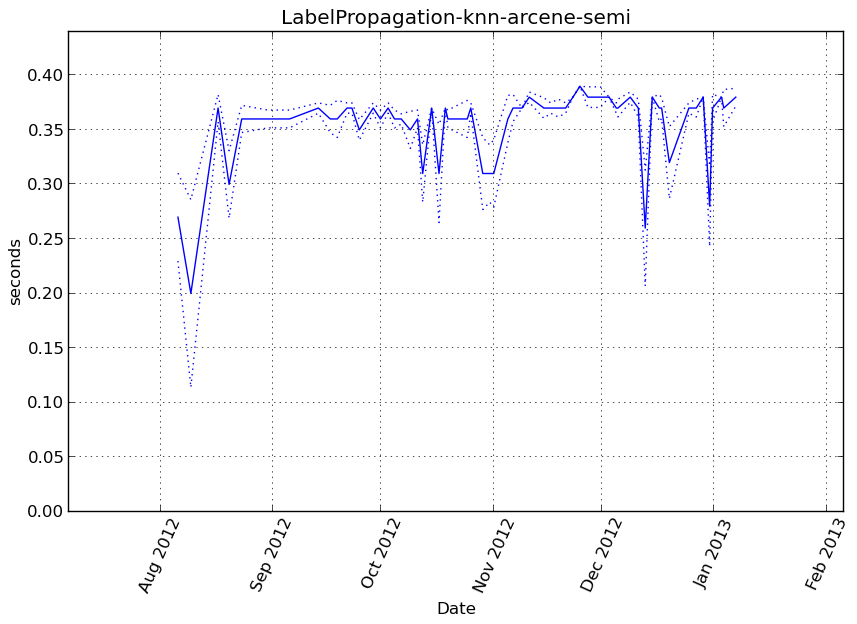 LabelPropagation-knn-arcene-semi
0.40
0.35
0.30
0.25
0.20
0.15
0.10
0.05
0.00
seconds
Aug 2012
Sep 2012
Oct 2012
Nov 2012
Dec 2012
Jan 2013
Feb 2013
Date